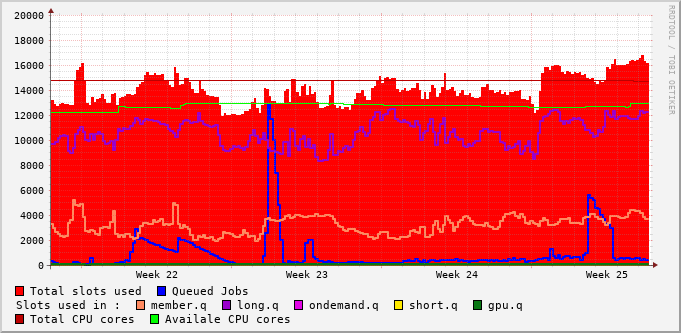 20000
18000
16000
14000
12000
10000
8000
6000
4000
2000
0
Week 22 Week 23 Week 24 Week 25
Total slots used Queued Jobs
Slots used in : member.q long.q ondemand.q short.q gpu.q
Total CPU cores Availale CPU cores
RRDTOOL / TOBI OETIKER